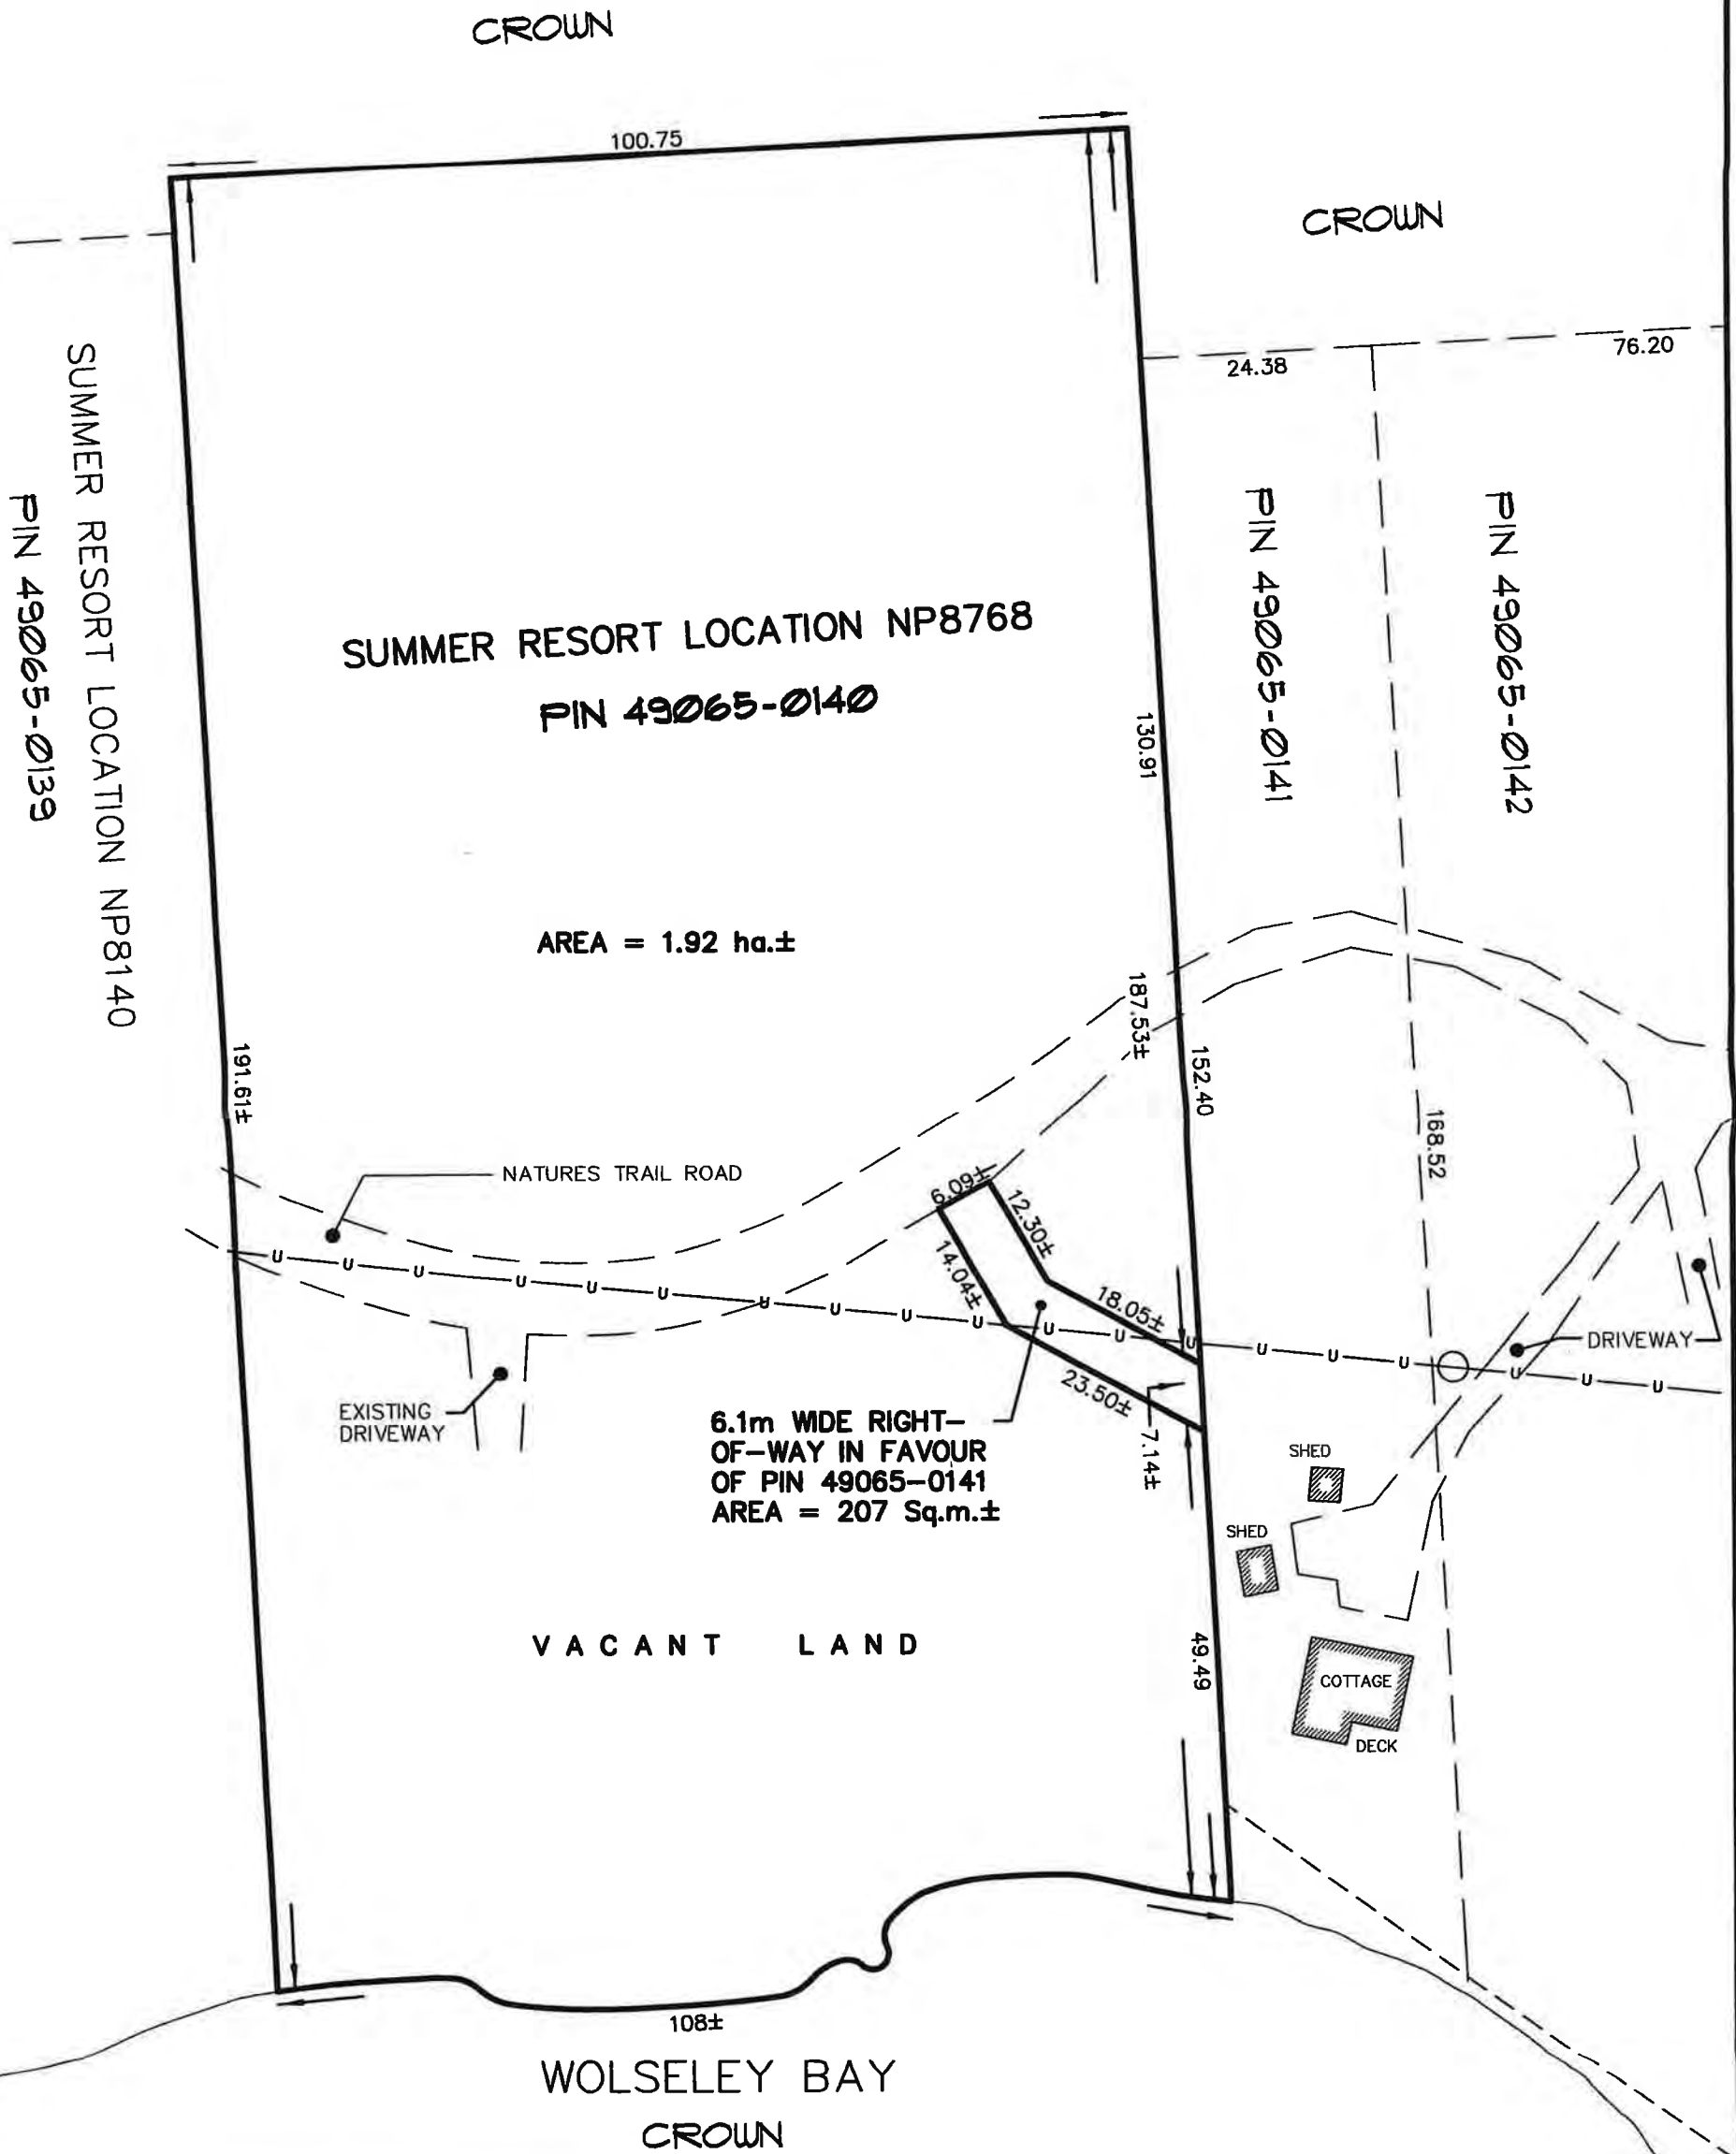 CROWN
100.75
CROWN
24.38
76.20
SUMMER RESORT LOCATION NP8140
PIN 49065-0139
SUMMER RESORT LOCATION NP8768
PIN 49065-0140
PIN 49065-0141
PIN 49065-0142
130.91
AREA = 1.92 ha.±
187.53±
152.40
191.61±
168.52
NATURES TRAIL ROAD
6.09±
12.30±
14.04±
18.05±
U U U U U U U U U U U U U U U U U U U U
DRIVEWAY
23.50±
7.14±
EXISTING
DRIVEWAY
6.1m WIDE RIGHT-
OF-WAY IN FAVOUR
OF PIN 49065-0141
AREA = 207 Sq.m.±
SHED
SHED
VACANT LAND
49.49
COTTAGE
DECK
108±
WOLSELEY BAY
CROWN